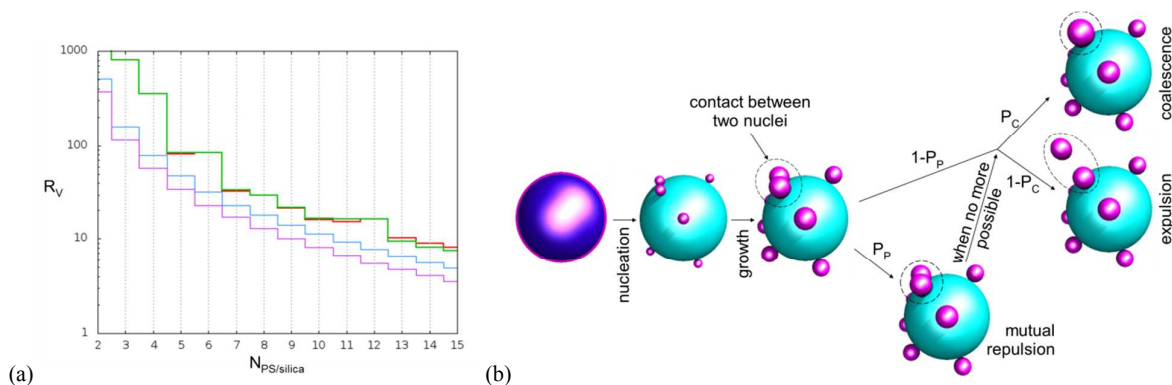 1000
100
R_V
10
1
2 3 4 5 6 7 8 9 10 11 12 13 14 15
(a)
N_PS/silica
(b)
nucleation
growth
contact between
two nuclei
1-P_P
P_P
mutual
repulsion
when no more
possible
P_C
1-P_C
coalescence
expulsion